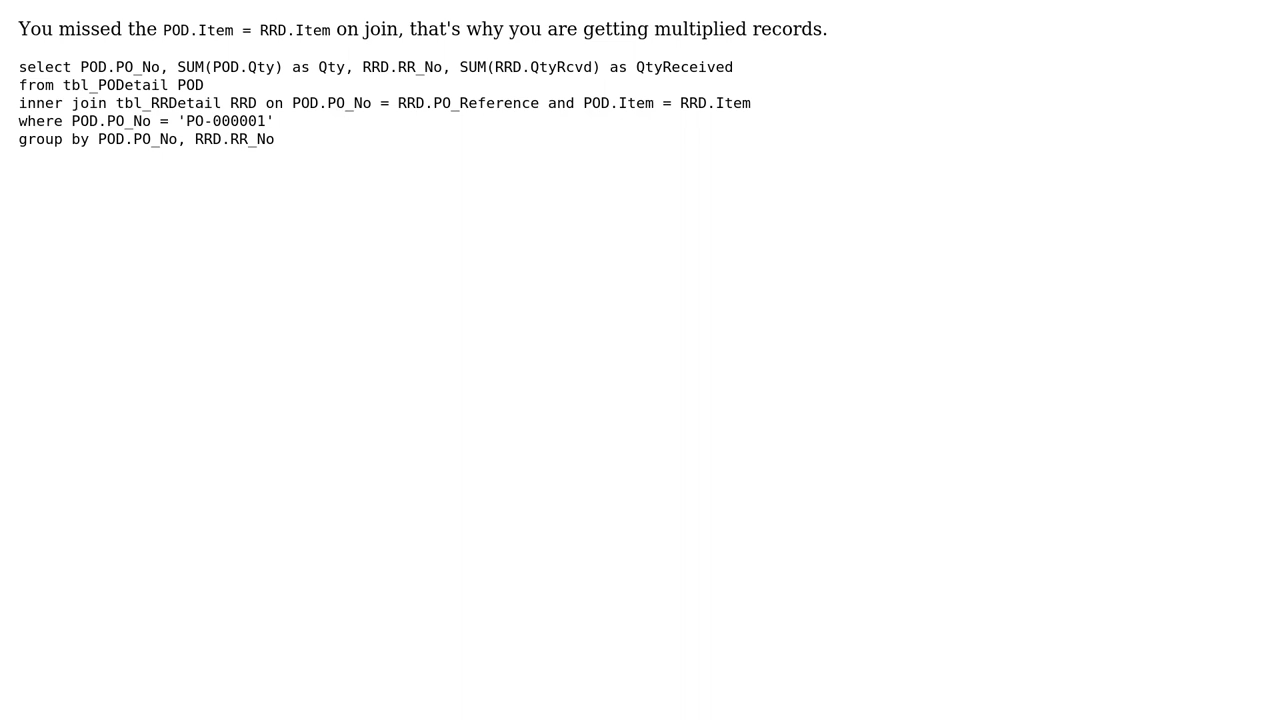 You missed the POD.Item = RRD.Item on join, that's why you are getting multiplied records.
select POD.PO_No, SUM(POD.Qty) as Qty, RRD.RR_No, SUM(RRD.QtyRcvd) as QtyReceived
from tbl_PODetail POD
inner join tbl_RRDetail RRD on POD.PO_No = RRD.PO_Reference and POD.Item = RRD.Item
where POD.PO_No = 'PO-000001'
group by POD.PO_No, RRD.RR_No